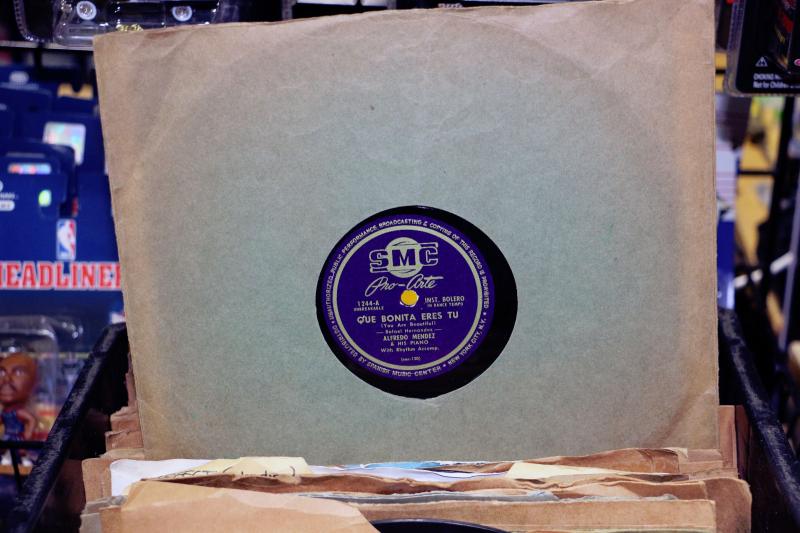 UNAUTHORIZED PUBLIC PERFORMANCE, BROADCASTING & COPYING OF THIS RECORD IS PROHIBITED
SMC
Pro-Arte
1244-A
UNBREAKABLE
INST. BOLERO
IN DANCE TEMPO
QUE BONITA ERES TU
(You Are Beautiful)
Rafael Hernandez
ALFREDO MENDEZ
& HIS PIANO
With Rhythm Accomp.
• DISTRIBUTED BY SPANISH MUSIC CENTER • NEW YORK CITY, N.Y. •
HEADLINER
WARNING